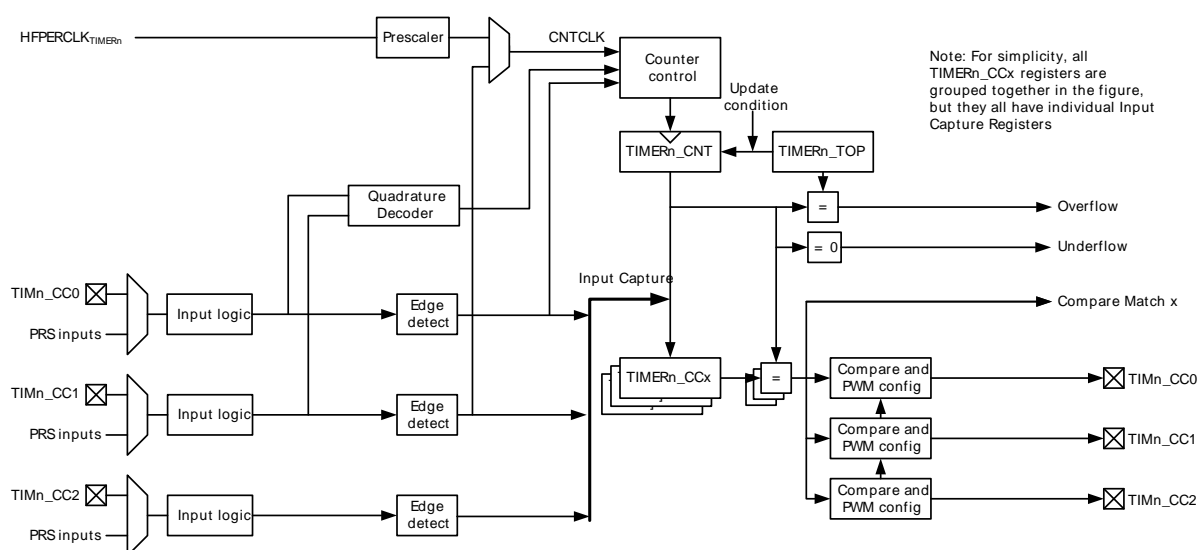 HFPERCLKTIMERn
Prescaler
CNTCLK
Counter
control
Note: For simplicity, all
TIMERn_CCx registers are
grouped together in the figure,
but they all have individual Input
Capture Registers
Update
condition
TIMERn_CNT
TIMERn_TOP
Quadrature
Decoder
=
Overflow
= 0
Underflow
Input Capture
TIMn_CC0
PRS inputs
Input logic
Edge
detect
Compare Match x
TIMERn_CCx
=
Compare and
PWM config
TIMn_CC0
TIMn_CC1
PRS inputs
Input logic
Edge
detect
Compare and
PWM config
TIMn_CC1
TIMn_CC2
PRS inputs
Input logic
Edge
detect
Compare and
PWM config
TIMn_CC2